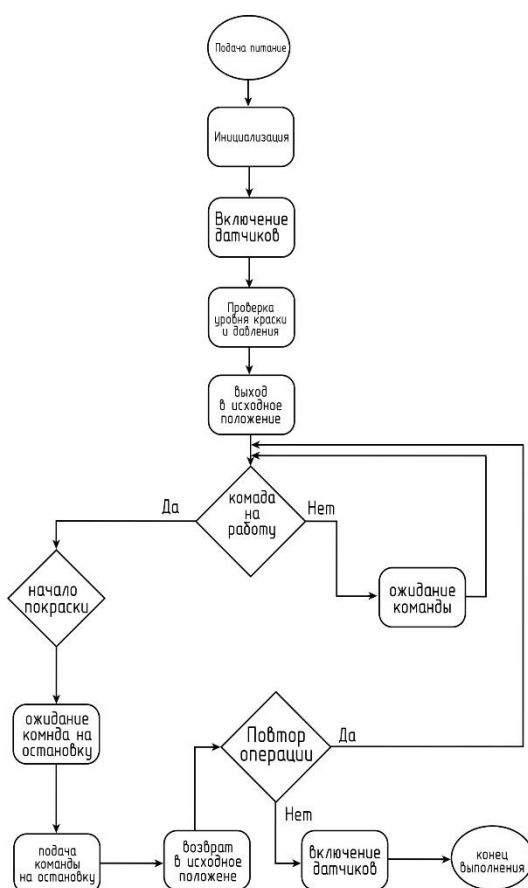 Подача питание
Инициализация
Включение
датчиков
Проверка
уровня краски
и давления
выход
в исходное
положение
комада
на
работу
Да
Нет
ожидание
команды
начало
покраски
ожидание
комнда на
остановку
подача
команды
на остановку
возврат
в исходное
положене
Повтор
операции
Да
Нет
включение
датчиков
конец
выполнения